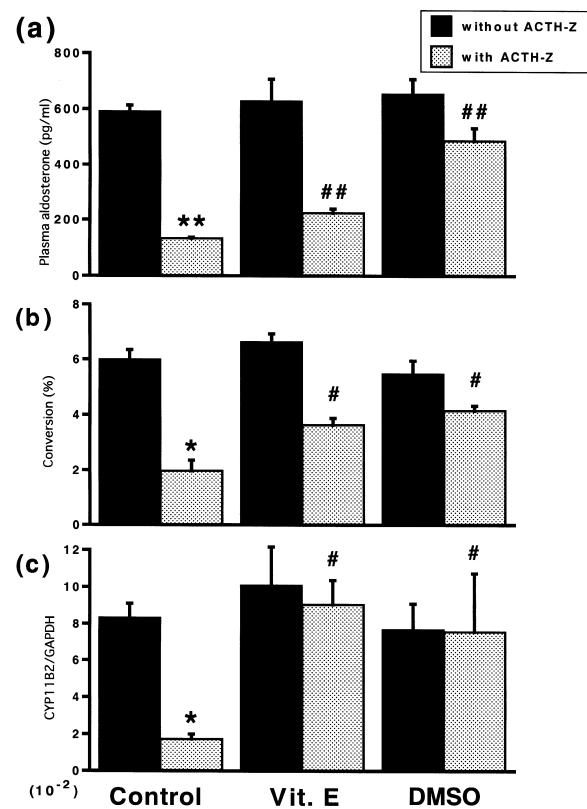 (a)
without ACTH-Z
with ACTH-Z
Plasma aldosterone (pg/ml)
800
600
400
200
0
**
##
##
(b)
Conversion (%)
8
6
4
2
0
*
#
#
(c)
CYP11B2/GAPDH
12
10
8
6
4
2
0
*
#
#
(10-2)
Control
Vit. E
DMSO